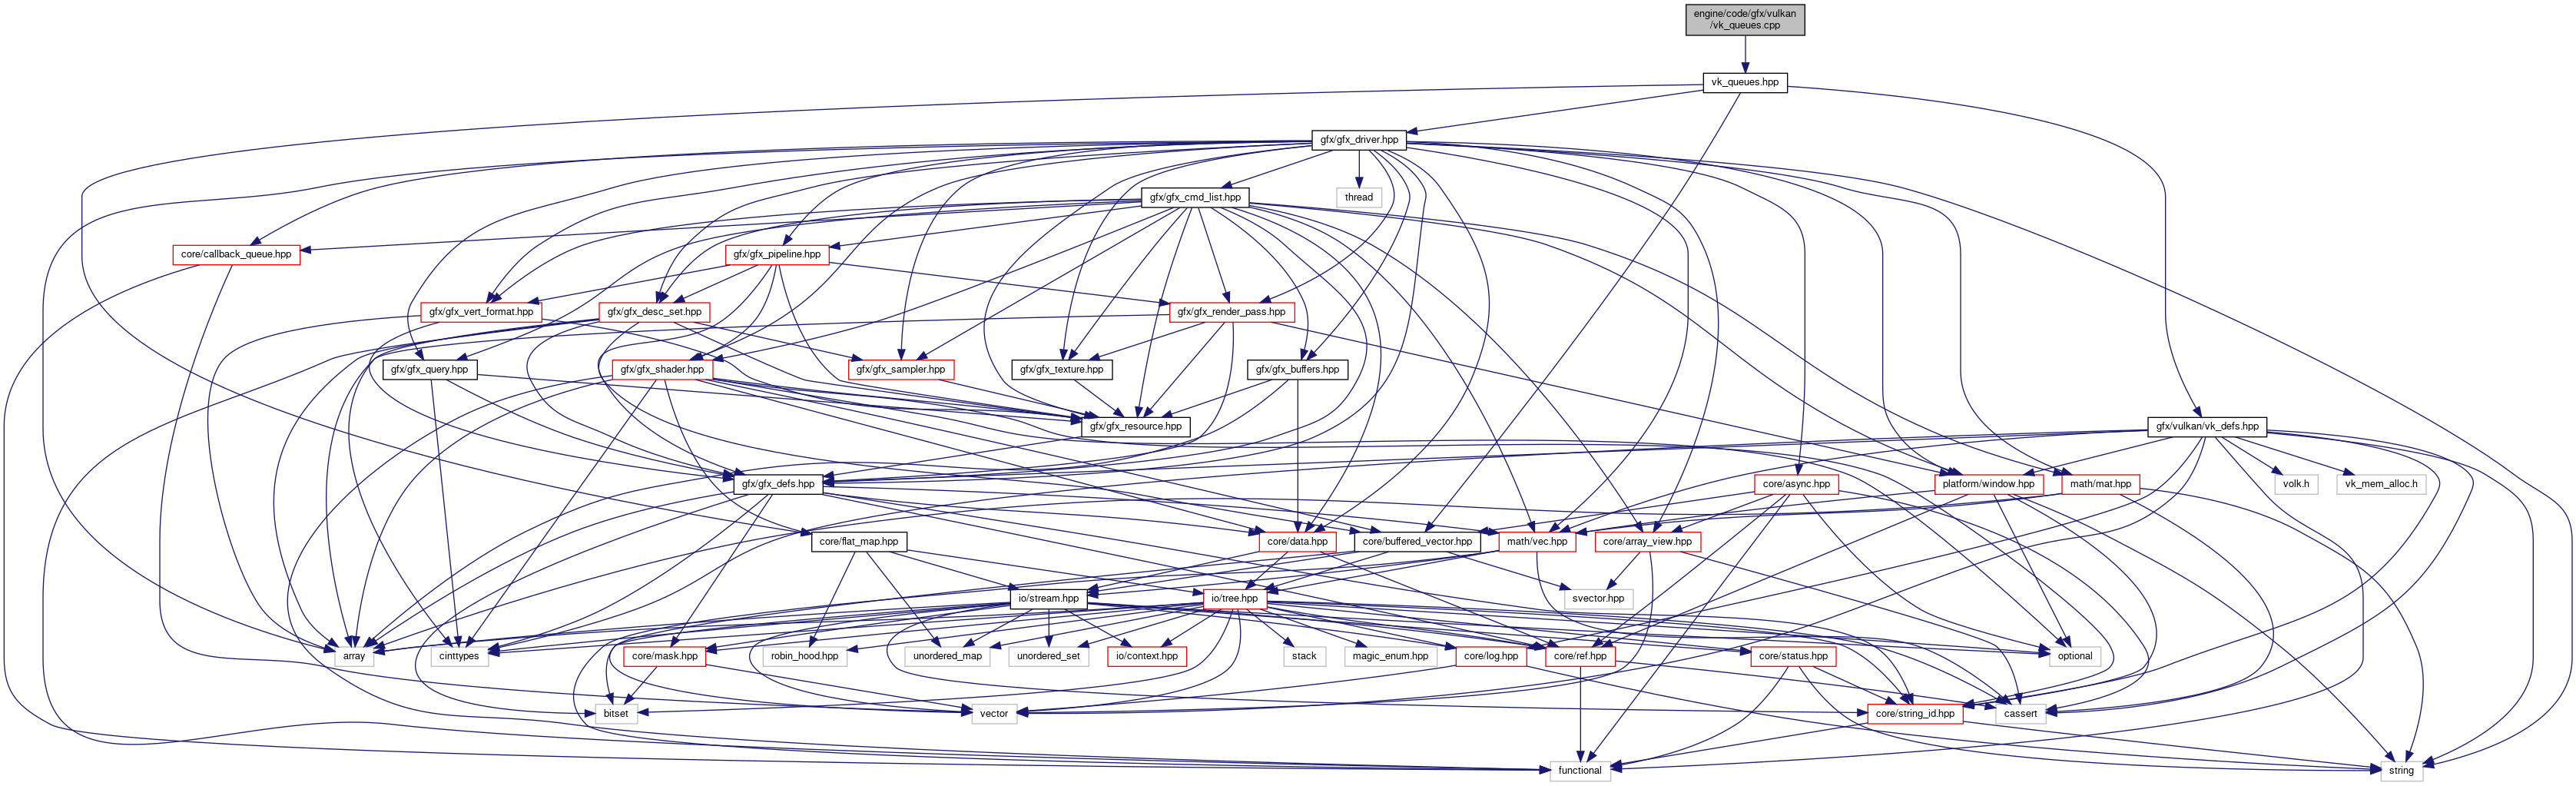 engine/code/gfx/vulkan
/vk_queues.cpp
vk_queues.hpp
gfx/gfx_driver.hpp
thread
gfx/gfx_cmd_list.hpp
core/callback_queue.hpp
gfx/gfx_pipeline.hpp
gfx/gfx_vert_format.hpp
gfx/gfx_desc_set.hpp
gfx/gfx_render_pass.hpp
gfx/gfx_query.hpp
gfx/gfx_shader.hpp
gfx/gfx_sampler.hpp
gfx/gfx_texture.hpp
gfx/gfx_buffers.hpp
gfx/gfx_resource.hpp
gfx/vulkan/vk_defs.hpp
gfx/gfx_defs.hpp
core/async.hpp
platform/window.hpp
math/mat.hpp
volk.h
vk_mem_alloc.h
core/flat_map.hpp
core/data.hpp
core/buffered_vector.hpp
math/vec.hpp
core/array_view.hpp
io/stream.hpp
io/tree.hpp
svector.hpp
array
cinttypes
core/mask.hpp
robin_hood.hpp
unordered_map
unordered_set
io/context.hpp
stack
magic_enum.hpp
core/log.hpp
core/ref.hpp
core/status.hpp
optional
bitset
vector
core/string_id.hpp
cassert
functional
string